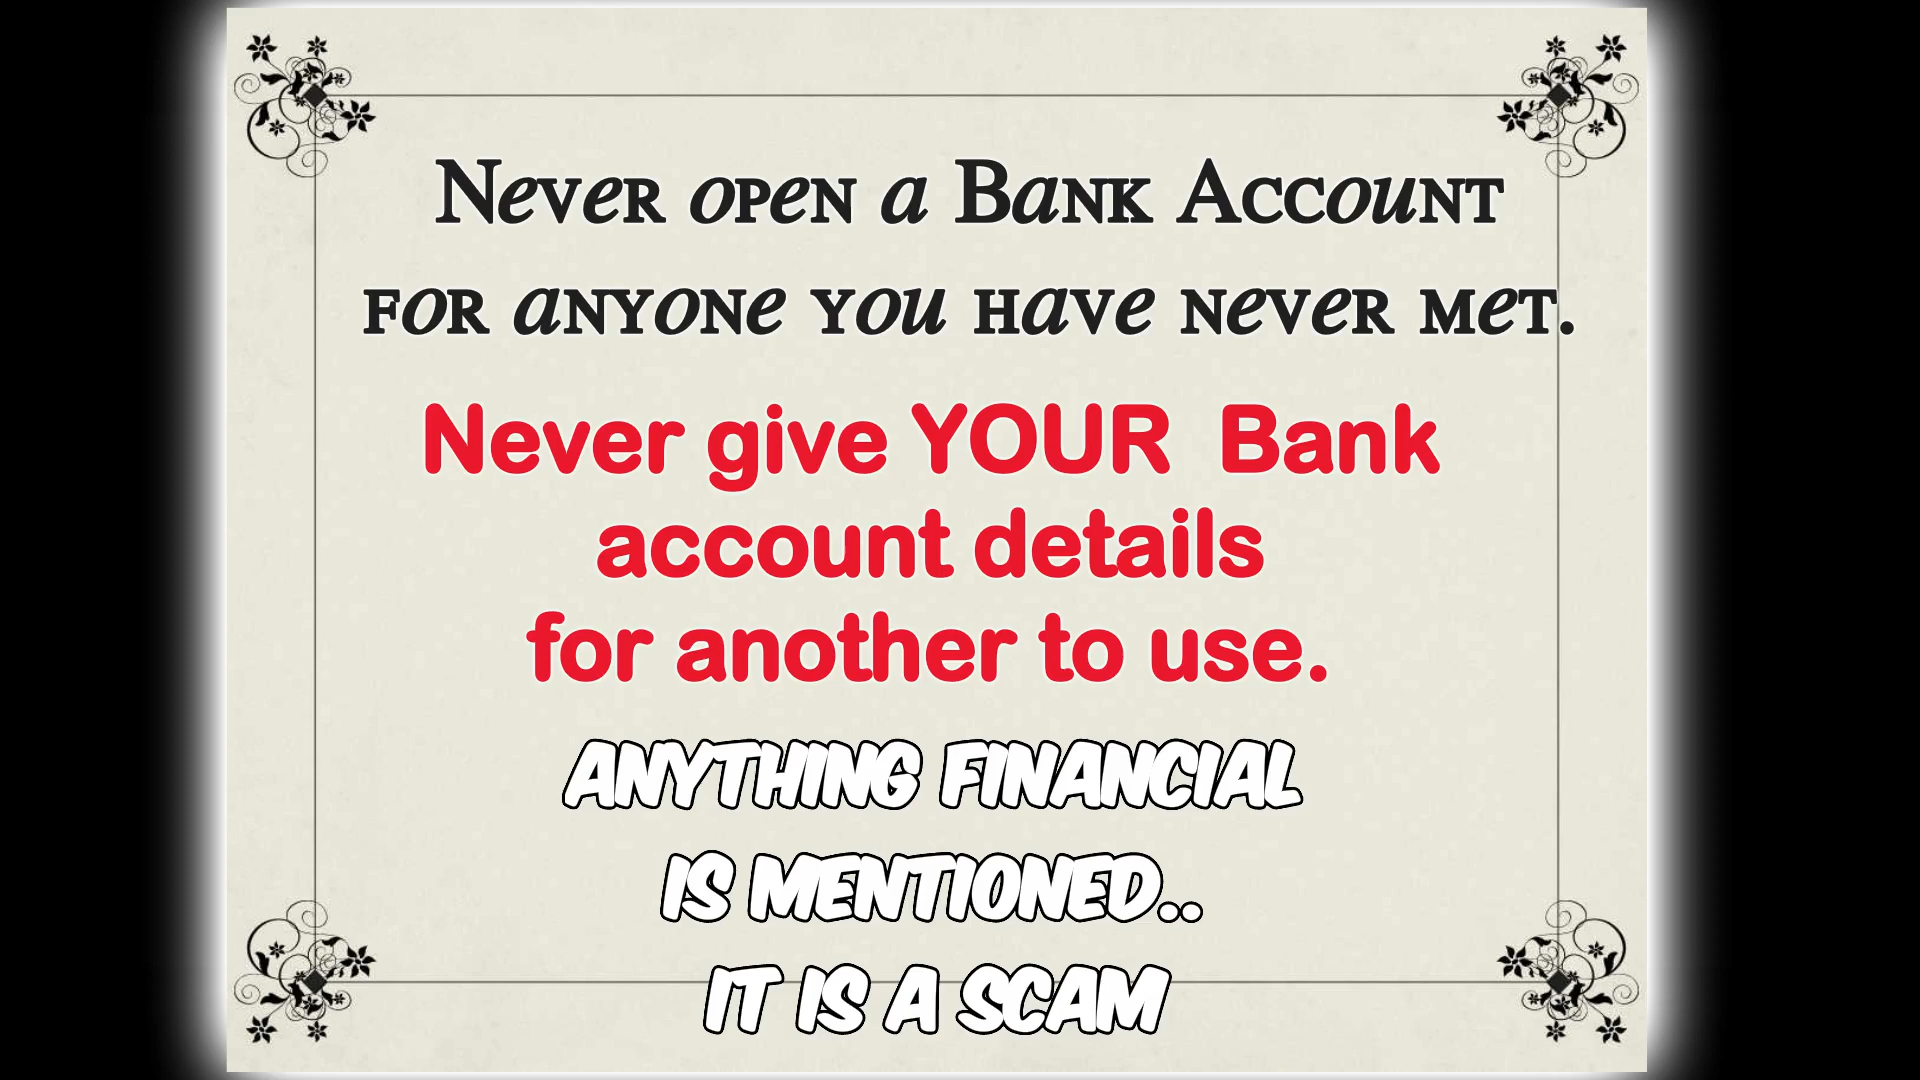 Never open a Bank Account
for anyone you have never met.
Never give YOUR Bank
account details
for another to use.
ANYTHING FINANCIAL
IS MENTIONED..
IT IS A SCAM